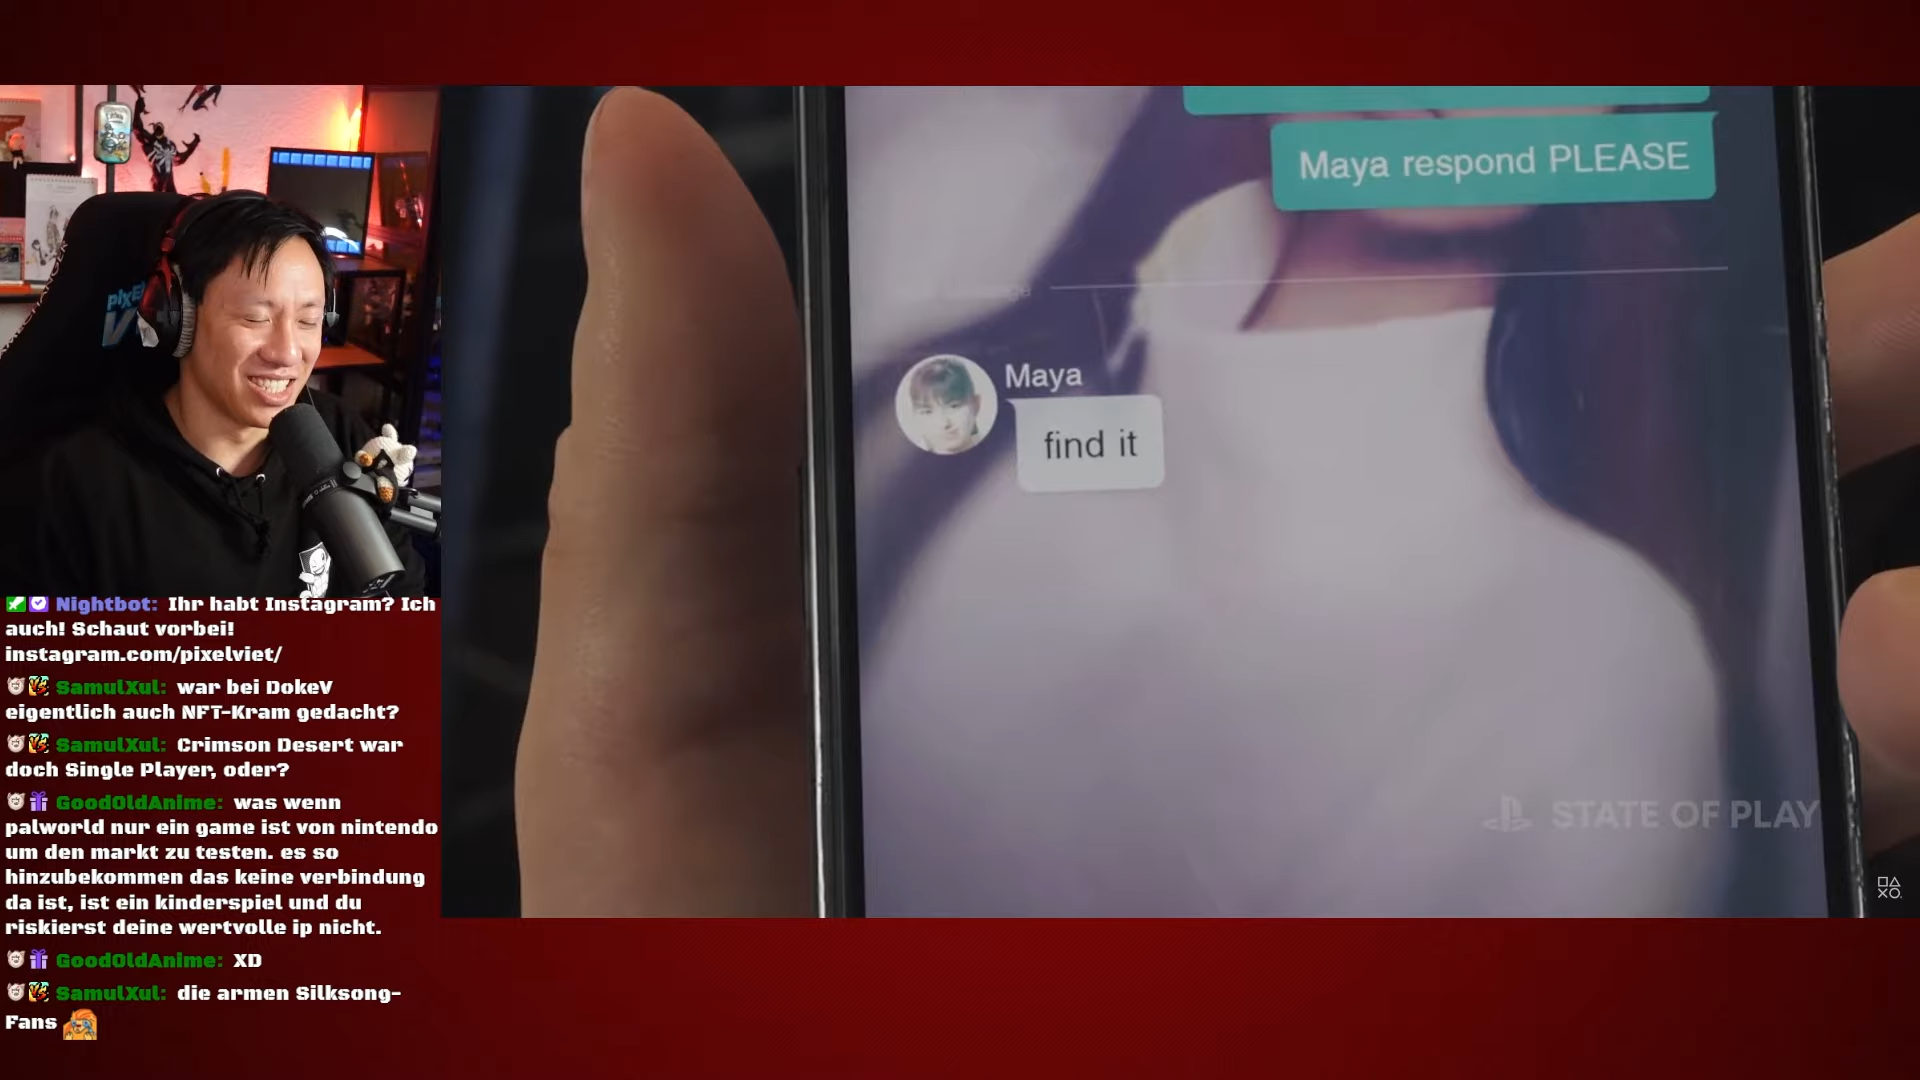 Maya respond PLEASE
Maya
find it
STATE OF PLAY
Nightbot: Ihr habt Instagram? Ich
auch! Schaut vorbei!
instagram.com/pixelviet/
SamulXul: war bei DokeV
eigentlich auch NFT-Kram gedacht?
SamulXul: Crimson Desert war
doch Single Player, oder?
GoodOldAnime: was wenn
palworld nur ein game ist von nintendo
um den markt zu testen. es so
hinzubekommen das keine verbindung
da ist, ist ein kinderspiel und du
riskierst deine wertvolle ip nicht.
GoodOldAnime: XD
SamulXul: die armen Silksong-
Fans